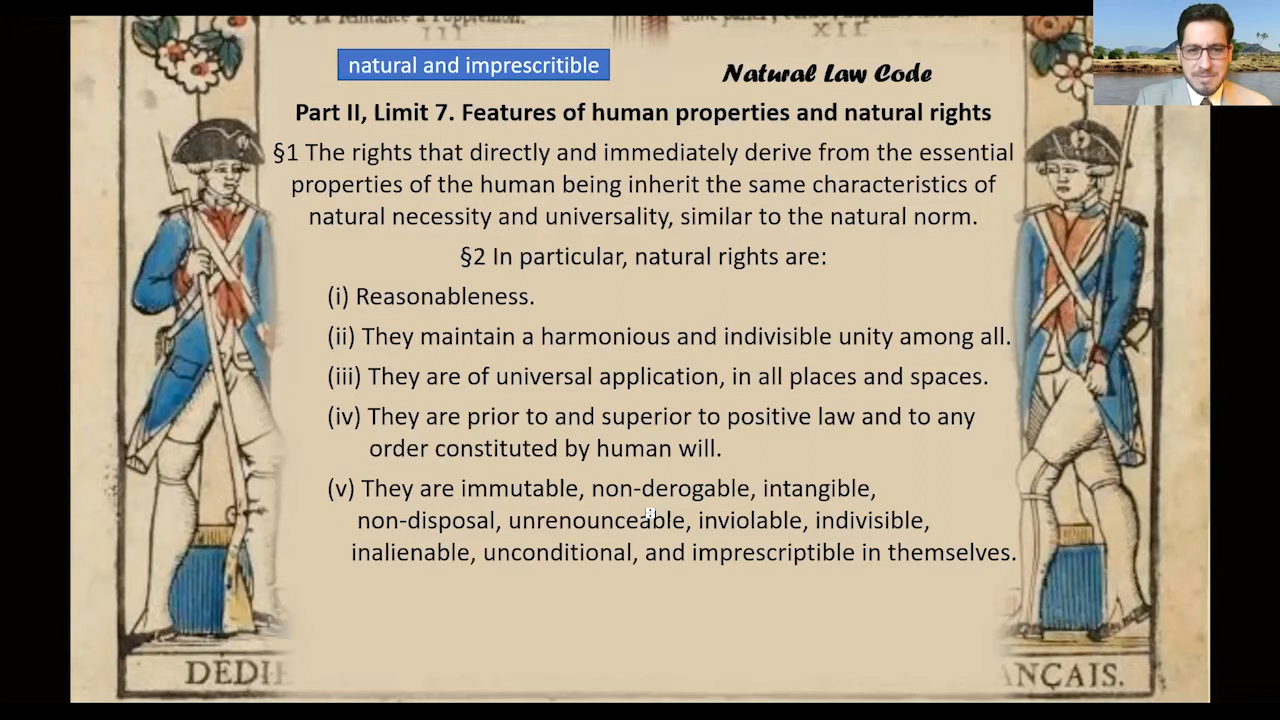 III
XII
natural and imprescritible
Natural Law Code
Part II, Limit 7. Features of human properties and natural rights
§1 The rights that directly and immediately derive from the essential
properties of the human being inherit the same characteristics of
natural necessity and universality, similar to the natural norm.
§2 In particular, natural rights are:
(i) Reasonableness.
(ii) They maintain a harmonious and indivisible unity among all.
(iii) They are of universal application, in all places and spaces.
(iv) They are prior to and superior to positive law and to any
order constituted by human will.
(v) They are immutable, non-derogable, intangible,
non-disposal, unrenounceable, inviolable, indivisible,
inalienable, unconditional, and imprescriptible in themselves.
DÉDI
ANÇAIS.